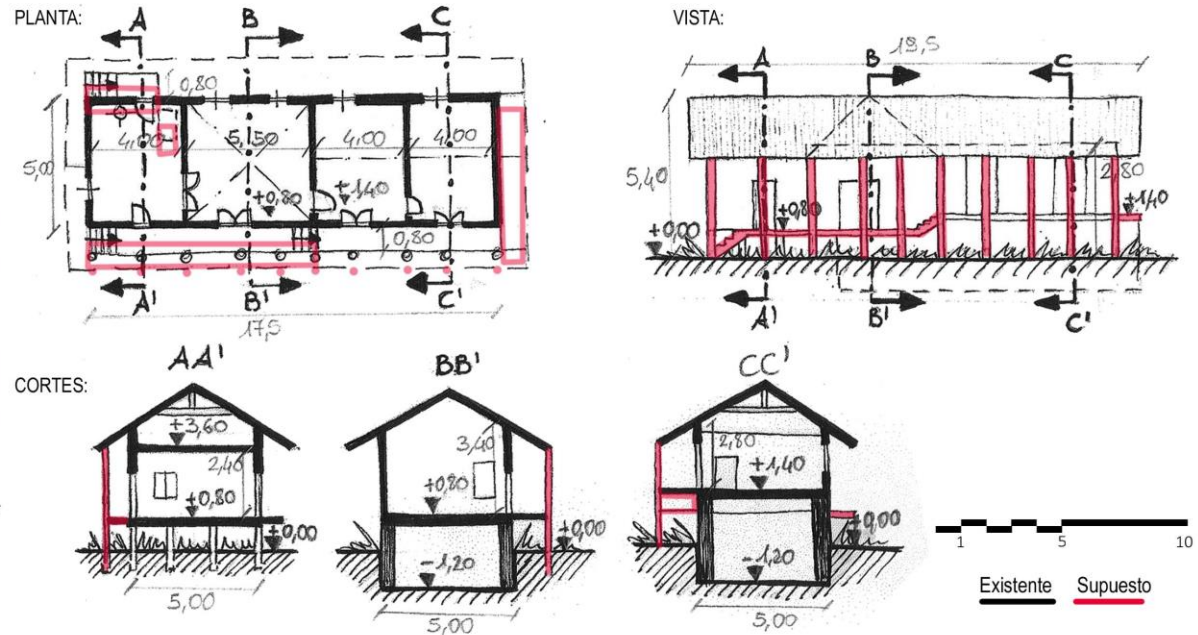 PLANTA:
A B C
0,80
4,00 5,50 4,00 4,00
5,00
+0,80 +1,40
0,80
A' B' C'
17,5
VISTA:
19,5
A B C
5,40
2,80
+0,80
+1,40
+0,00
A' B' C'
CORTES:
AA'
+3,60
2,40
+0,80
+0,00
5,00
BB'
3,40
+0,80
+0,00
-1,20
5,00
CC'
2,80
+1,40
+0,00
-1,20
5,00
1 5 10
Existente Supuesto